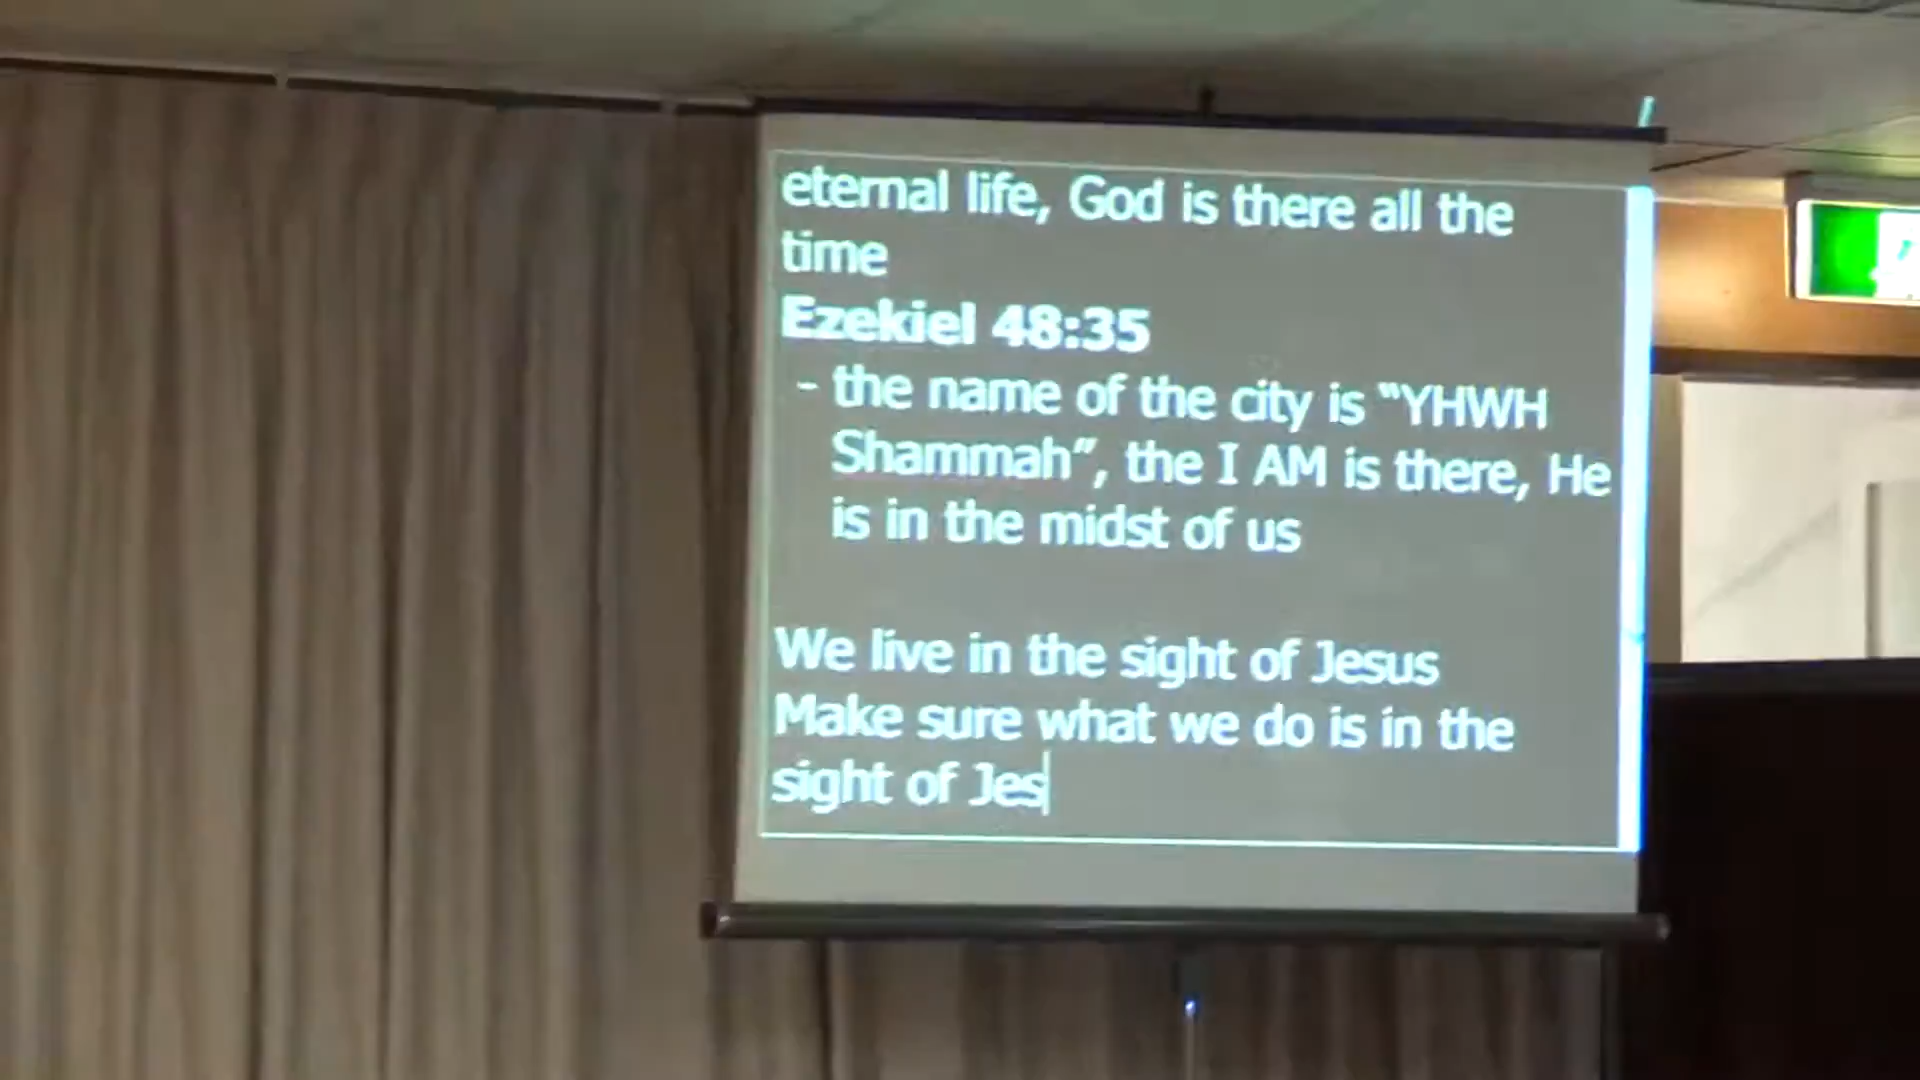 eternal life, God is there all the
time
Ezekiel 48:35
- the name of the city is “YHWH
Shammah”, the I AM is there, He
is in the midst of us
We live in the sight of Jesus
Make sure what we do is in the
sight of Jes